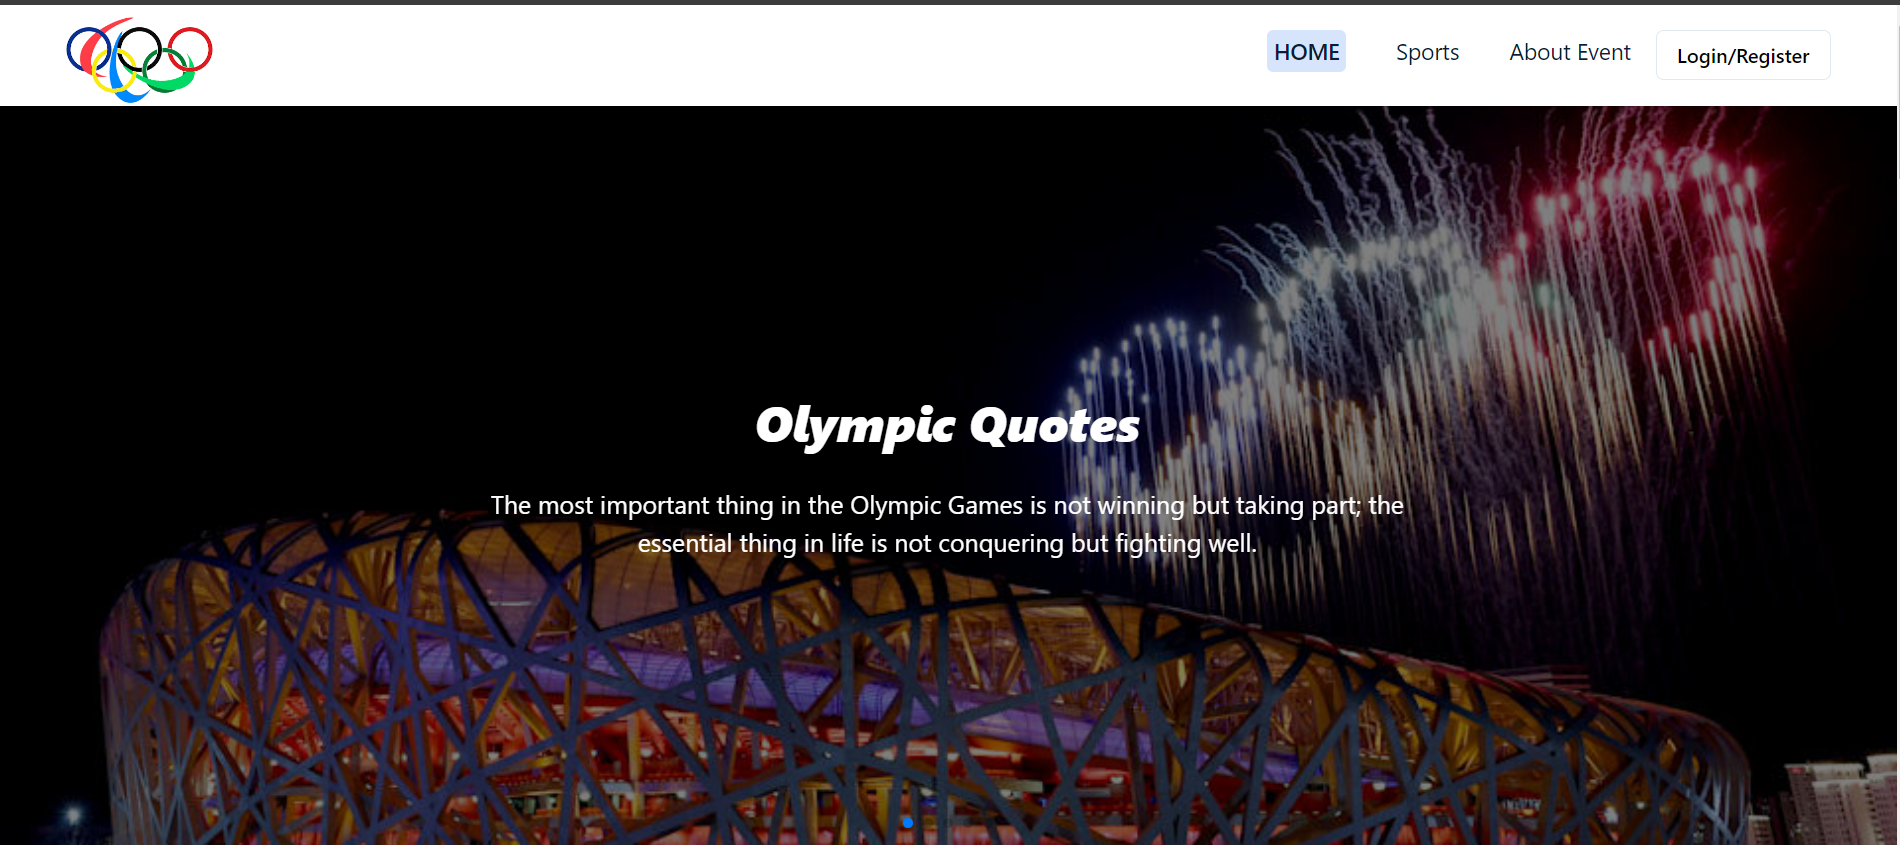 HOME
Sports
About Event
Login/Register
Olympic Quotes
The most important thing in the Olympic Games is not winning but taking part; the
essential thing in life is not conquering but fighting well.